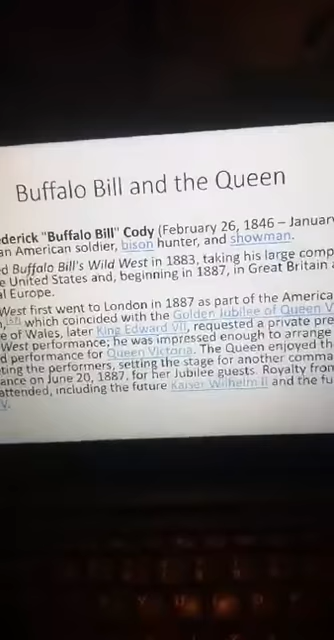 Buffalo Bill and the Queen
derick "Buffalo Bill" Cody (February 26, 1846 – Januar
an American soldier, bison hunter, and showman.
d Buffalo Bill's Wild West in 1883, taking his large comp
e United States and, beginning in 1887, in Great Britain
al Europe.
West first went to London in 1887 as part of the America
[57] which coincided with the Golden Jubilee of Queen V
e of Wales, later King Edward VII, requested a private pre
West performance; he was impressed enough to arrange
d performance for Queen Victoria. The Queen enjoyed th
ting the performers, setting the stage for another comma
ance on June 20, 1887, for her Jubilee guests. Royalty from
attended, including the future Kaiser Wilhelm II and the fu
V.